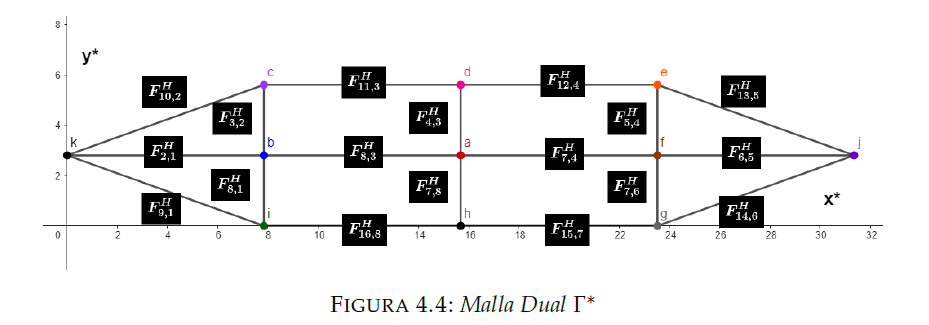 8
y*
c d e
6
F^H_{10,2} F^H_{11,3} F^H_{12,4} F^H_{13,5}
4
F^H_{3,2} F^H_{4,3} F^H_{5,4}
k b a f j
F^H_{2,1} F^H_{8,3} F^H_{7,4} F^H_{6,5}
2
F^H_{8,1} F^H_{7,8} F^H_{7,6}
x*
F^H_{9,1} i F^H_{16,8} h F^H_{15,7} g F^H_{14,6}
0 2 4 6 8 10 12 14 16 18 20 22 24 26 28 30 32
FIGURA 4.4: Malla Dual Γ*